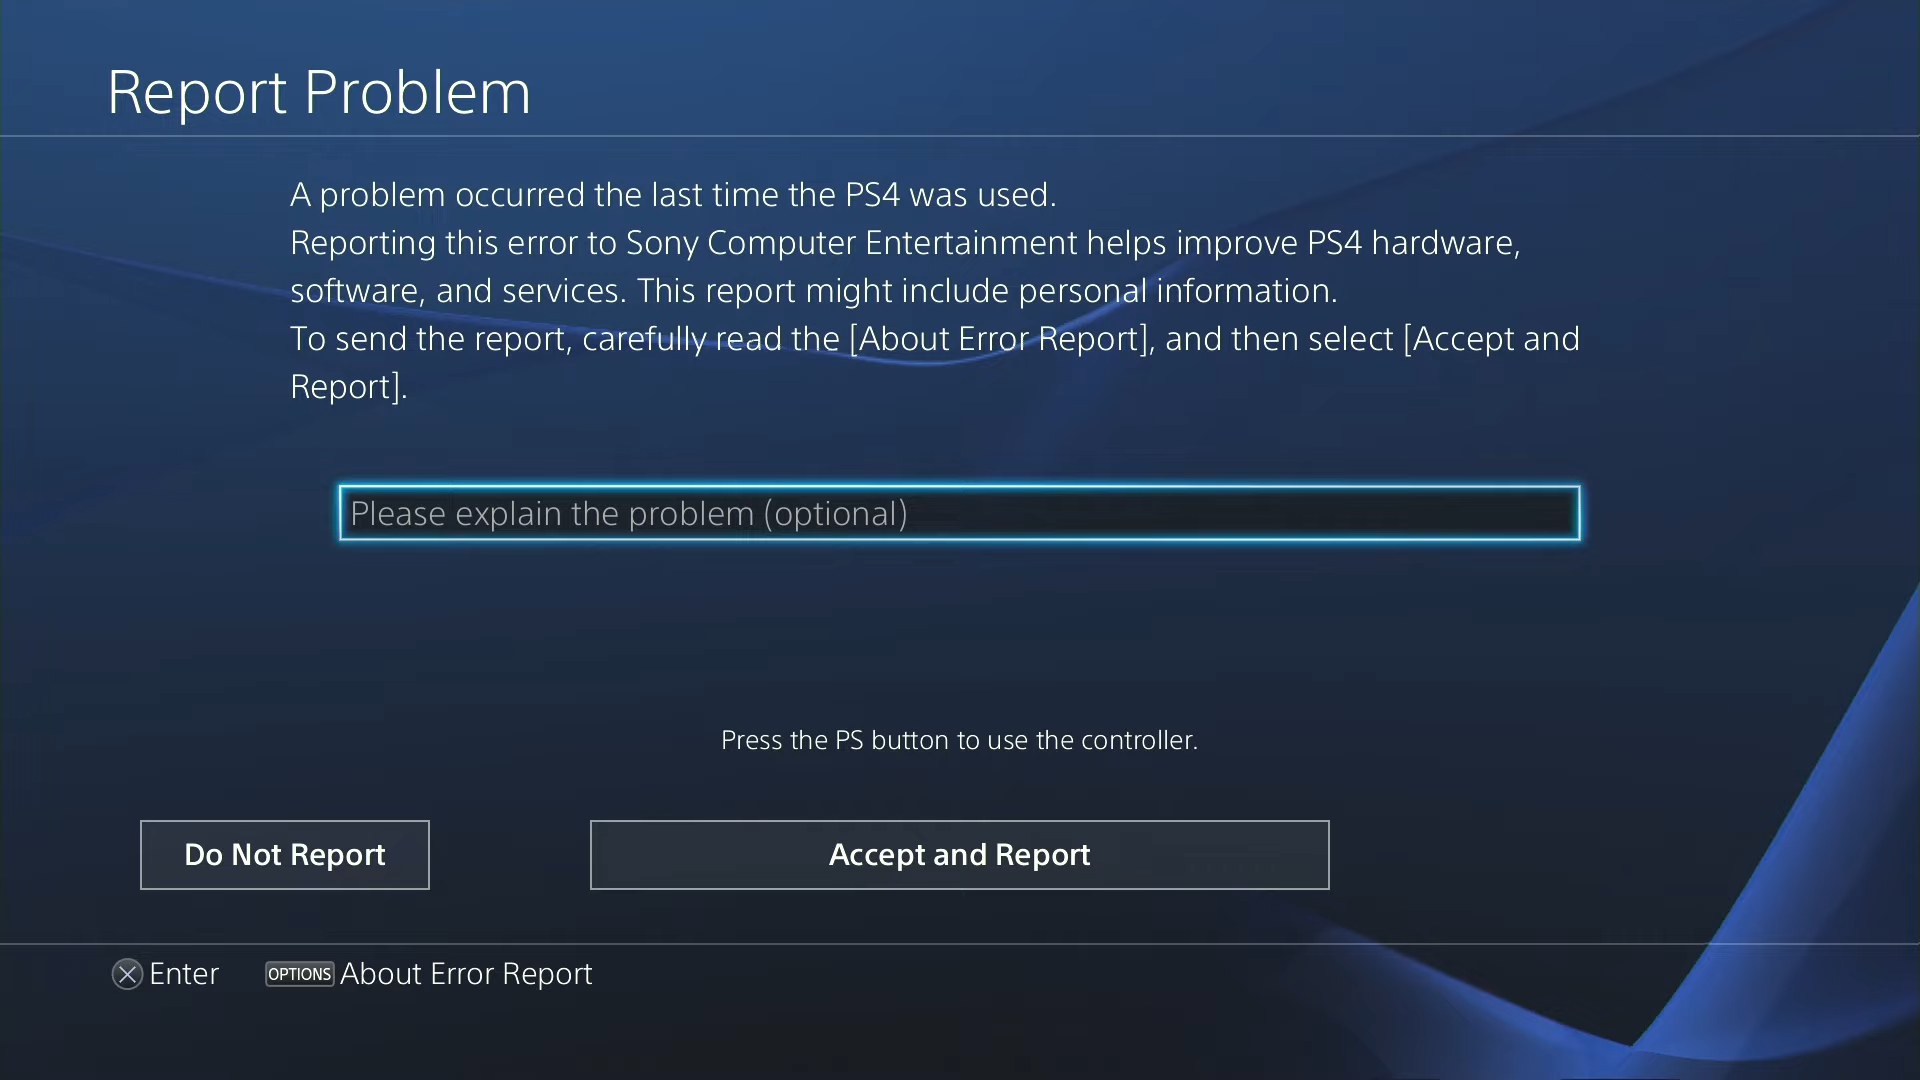 Report Problem
A problem occurred the last time the PS4 was used.
Reporting this error to Sony Computer Entertainment helps improve PS4 hardware,
software, and services. This report might include personal information.
To send the report, carefully read the [About Error Report], and then select [Accept and
Report].
Please explain the problem (optional)
Press the PS button to use the controller.
Do Not Report
Accept and Report
Enter
OPTIONS About Error Report